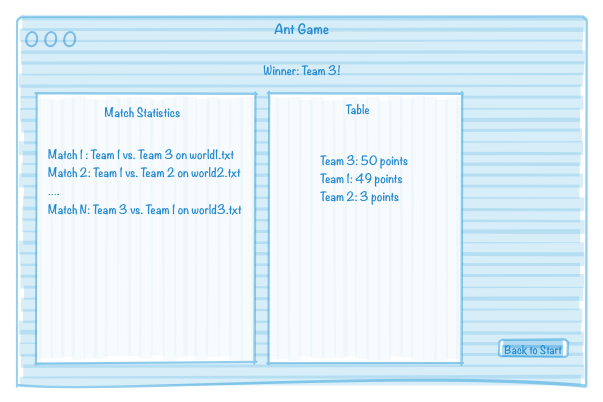 Ant Game
Winner: Team 3!
Match Statistics
Match 1 : Team 1 vs. Team 3 on world1.txt
Match 2: Team 1 vs. Team 2 on world2.txt
....
Match N: Team 3 vs. Team 1 on world3.txt
Table
Team 3: 50 points
Team 1: 49 points
Team 2: 3 points
Back to Start